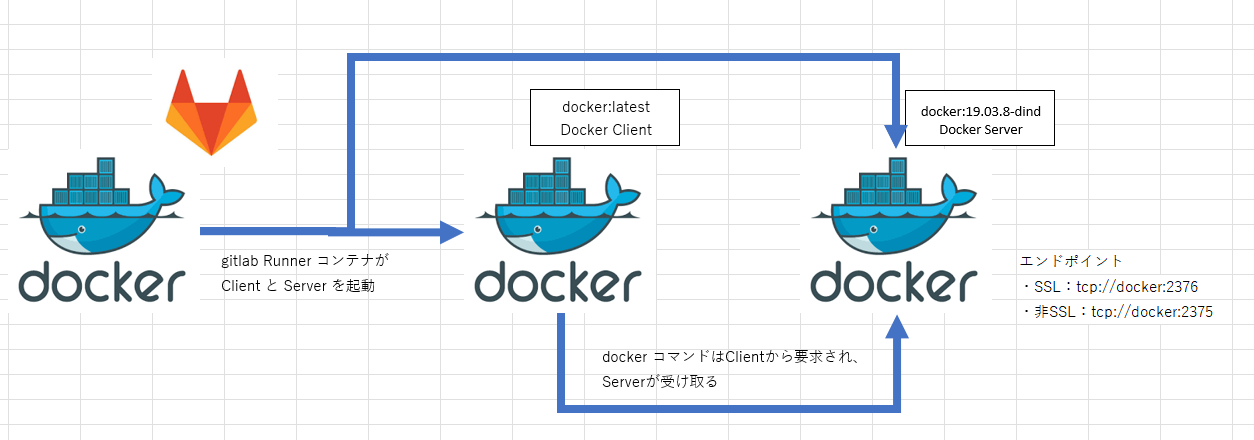 docker:latest
Docker Client
docker:19.03.8-dind
Docker Server
docker
gitlab Runner コンテナが
Client と Server を起動
docker
docker
エンドポイント
・SSL：tcp://docker:2376
・非SSL：tcp://docker:2375
docker コマンドはClientから要求され、
Serverが受け取る